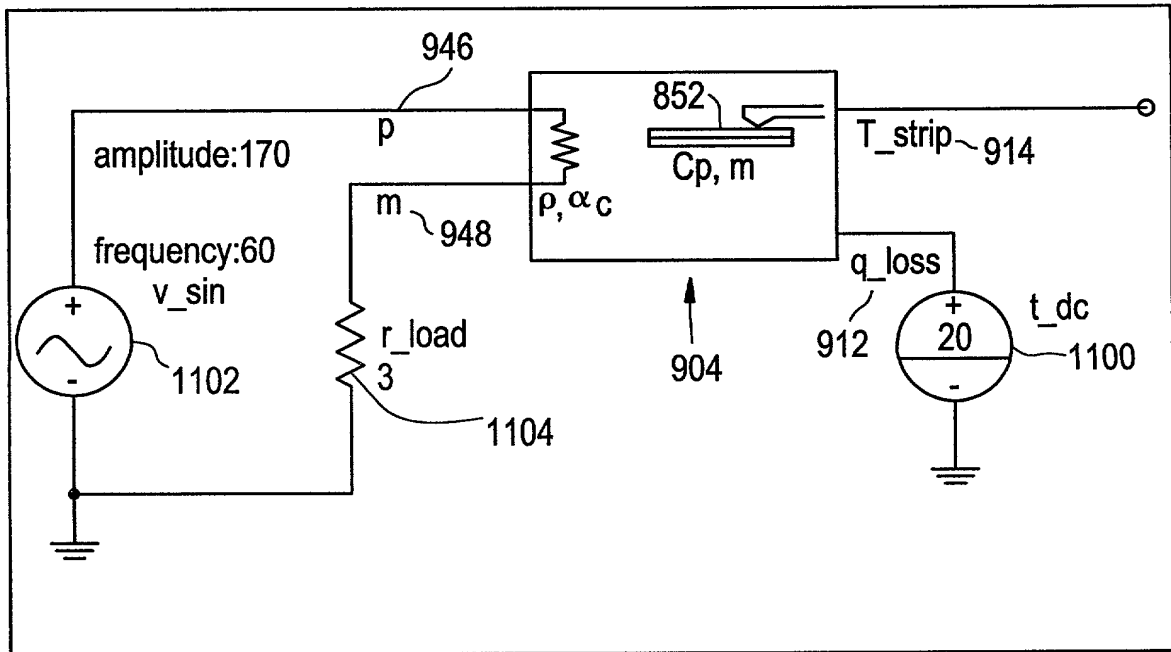 946
852
p
T_strip
914
amplitude:170
Cp, m
m
ρ, αc
948
frequency:60
v_sin
q_loss
+
+
t_dc
20
r_load
912
1100
3
904
1102
-
-
1104